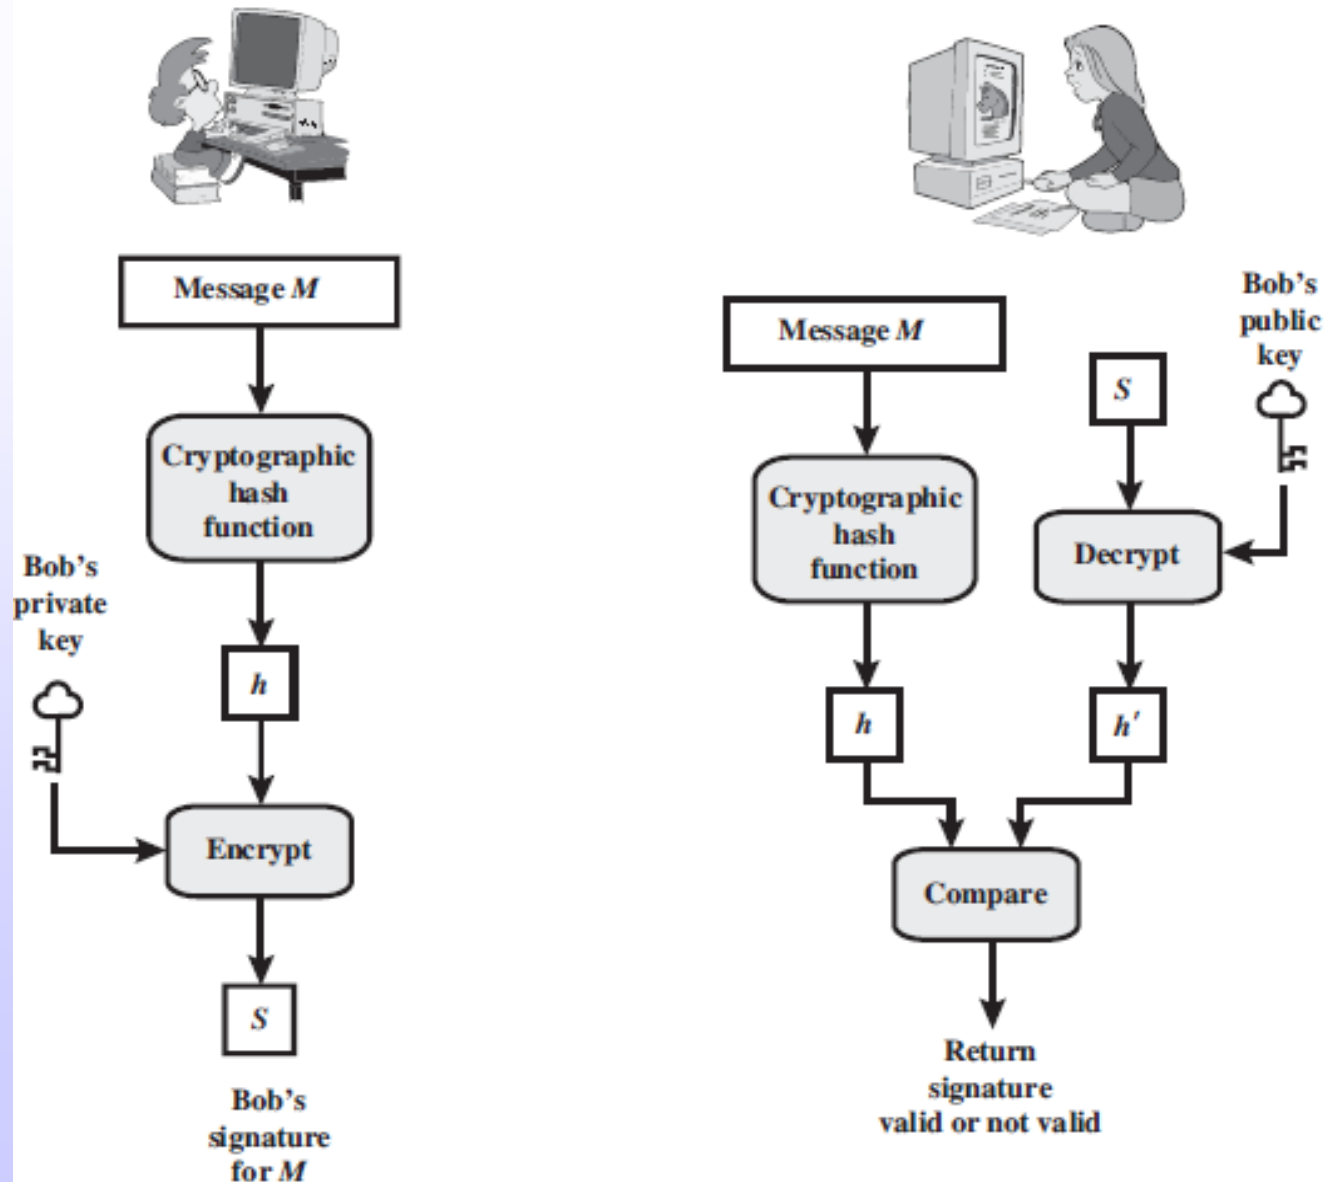 Message M
Cryptographic
hash
function
Bob's
private
key
h
Encrypt
S
Bob's
signature
for M
Message M
Bob's
public
key
S
Cryptographic
hash
function
Decrypt
h
h′
Compare
Return
signature
valid or not valid